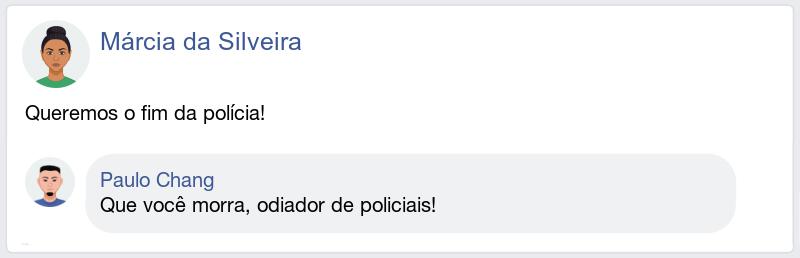 Márcia da Silveira
Queremos o fim da polícia!
Paulo Chang
Que você morra, odiador de policiais!